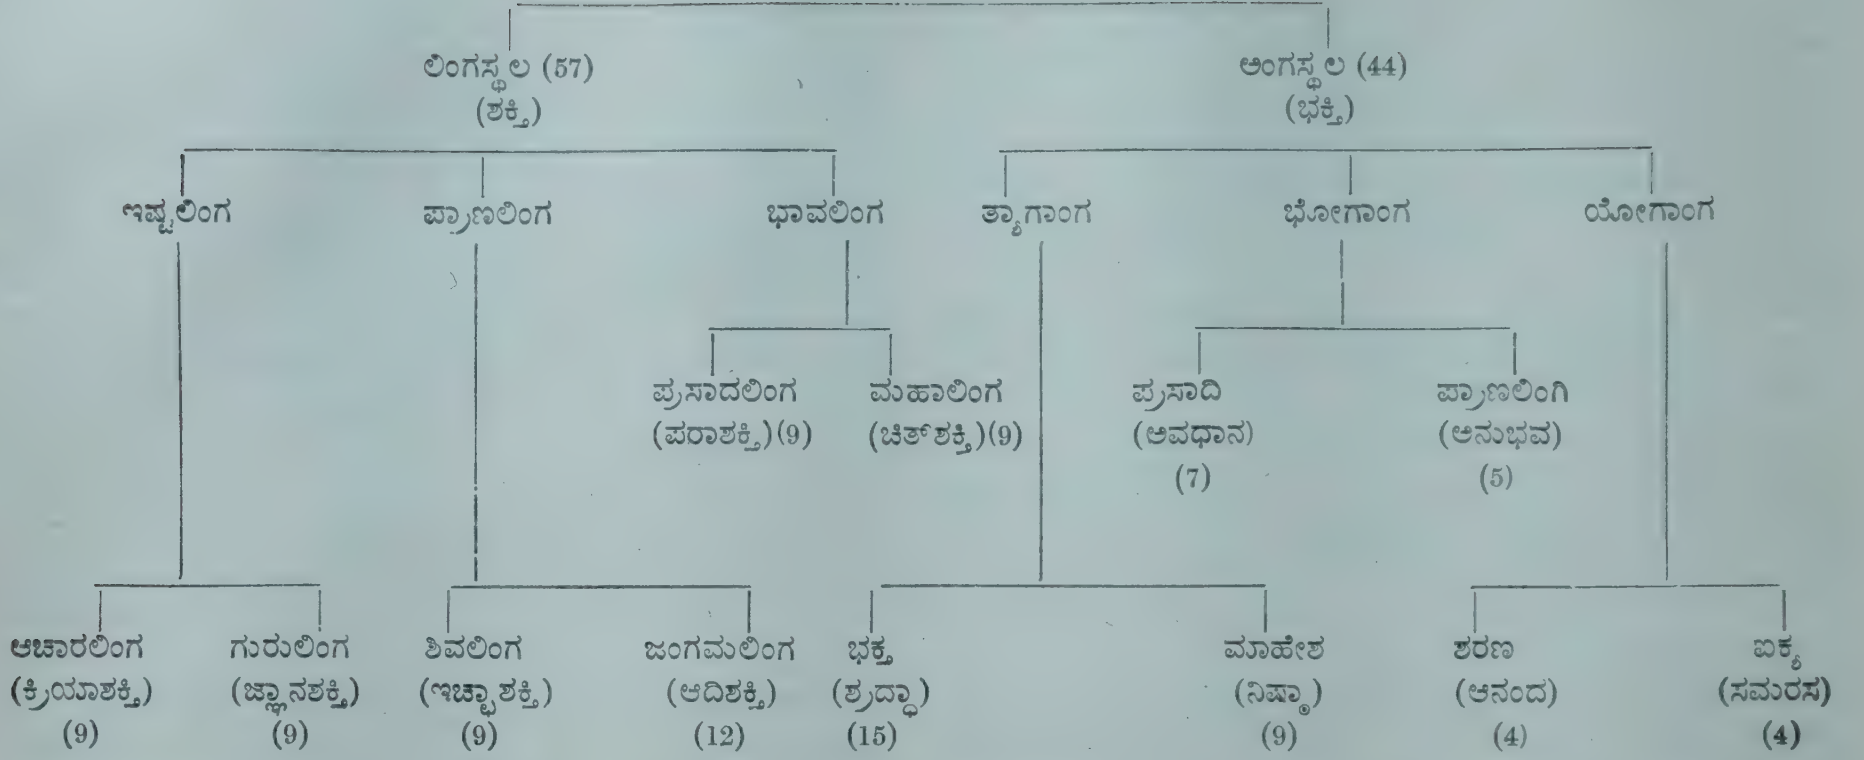 ಲಿಂಗಸ್ಥಲ (57) ಅಂಗಸ್ಥಲ (44)
(ಶಕ್ತಿ) (ಭಕ್ತಿ)
ಇಷ್ಟಲಿಂಗ ಪ್ರಾಣಲಿಂಗ ಭಾವಲಿಂಗ ತ್ಯಾಗಾಂಗ ಭೋಗಾಂಗ ಯೋಗಾಂಗ
ಪ್ರಸಾದಲಿಂಗ ಮಹಾಲಿಂಗ ಪ್ರಸಾದಿ ಪ್ರಾಣಲಿಂಗಿ
(ಪರಾಶಕ್ತಿ)(9) (ಚಿತ್‌ಶಕ್ತಿ)(9) (ಅವಧಾನ) (ಅನುಭವ)
(7) (5)
ಆಚಾರಲಿಂಗ ಗುರುಲಿಂಗ ಶಿವಲಿಂಗ ಜಂಗಮಲಿಂಗ ಭಕ್ತ ಮಾಹೇಶ ಶರಣ ಐಕ್ಯ
(ಕ್ರಿಯಾಶಕ್ತಿ) (ಜ್ಞಾನಶಕ್ತಿ) (ಇಚ್ಛಾಶಕ್ತಿ) (ಆದಿಶಕ್ತಿ) (ಶ್ರದ್ಧಾ) (ನಿಷ್ಠಾ) (ಆನಂದ) (ಸಮರಸ)
(9) (9) (9) (12) (15) (9) (4) (4)